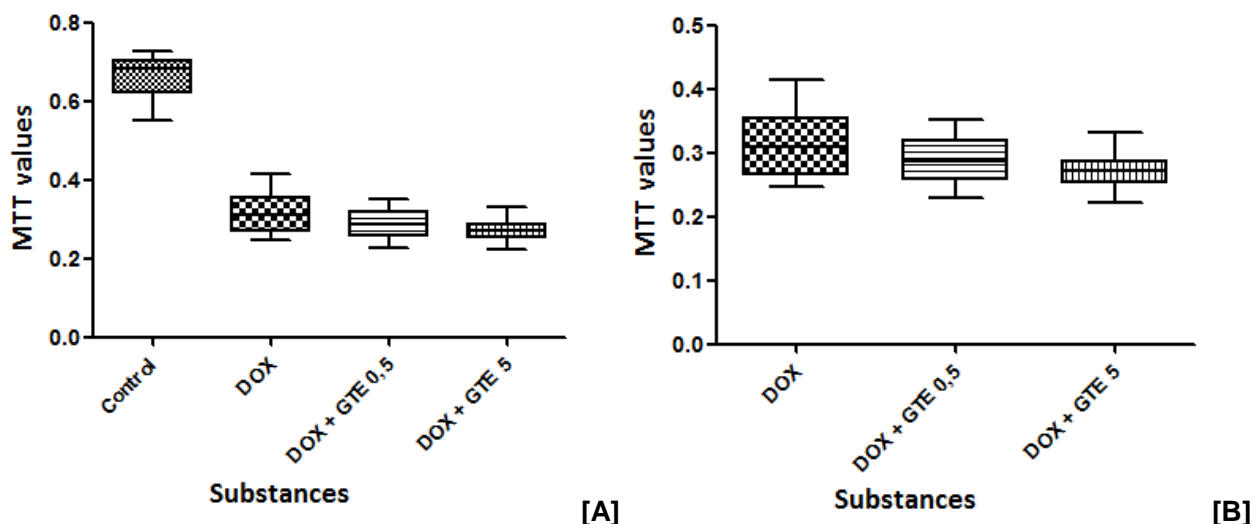 MTT values
0.8
0.6
0.4
0.2
0.0
Control
DOX
DOX + GTE 0,5
DOX + GTE 5
Substances
[A]
MTT values
0.5
0.4
0.3
0.2
0.1
0.0
DOX
DOX + GTE 0,5
DOX + GTE 5
Substances
[B]